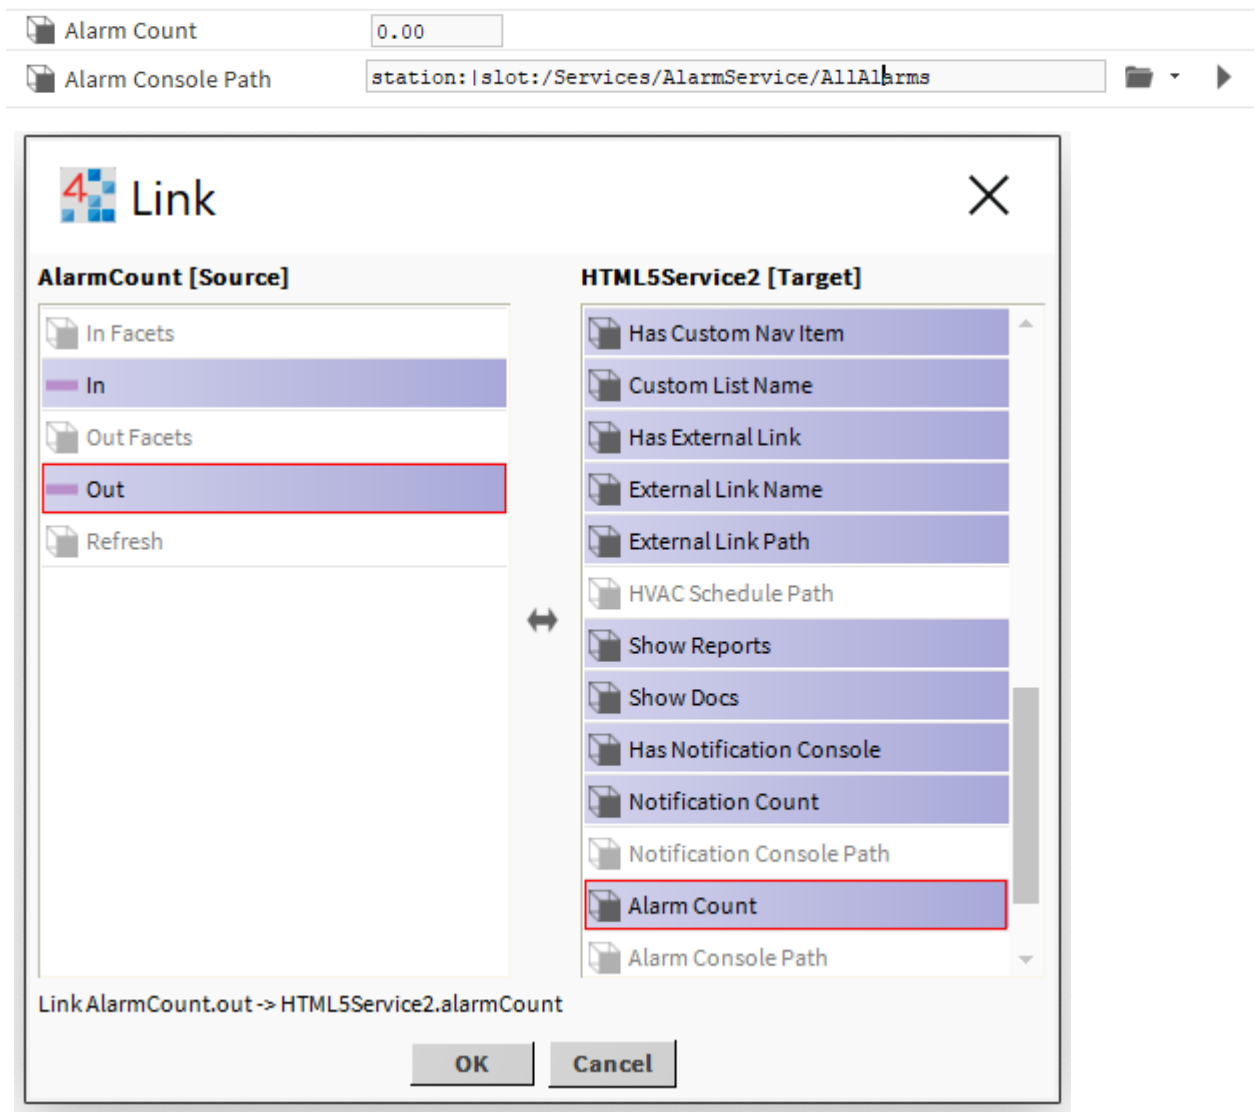 Alarm Count 0.00
Alarm Console Path station:|slot:/Services/AlarmService/AllAlarms
4 Link
AlarmCount [Source]
In Facets
In
Out Facets
Out
Refresh
HTML5Service2 [Target]
Has Custom Nav Item
Custom List Name
Has External Link
External Link Name
External Link Path
HVAC Schedule Path
Show Reports
Show Docs
Has Notification Console
Notification Count
Notification Console Path
Alarm Count
Alarm Console Path
Link AlarmCount.out -> HTML5Service2.alarmCount
OK Cancel